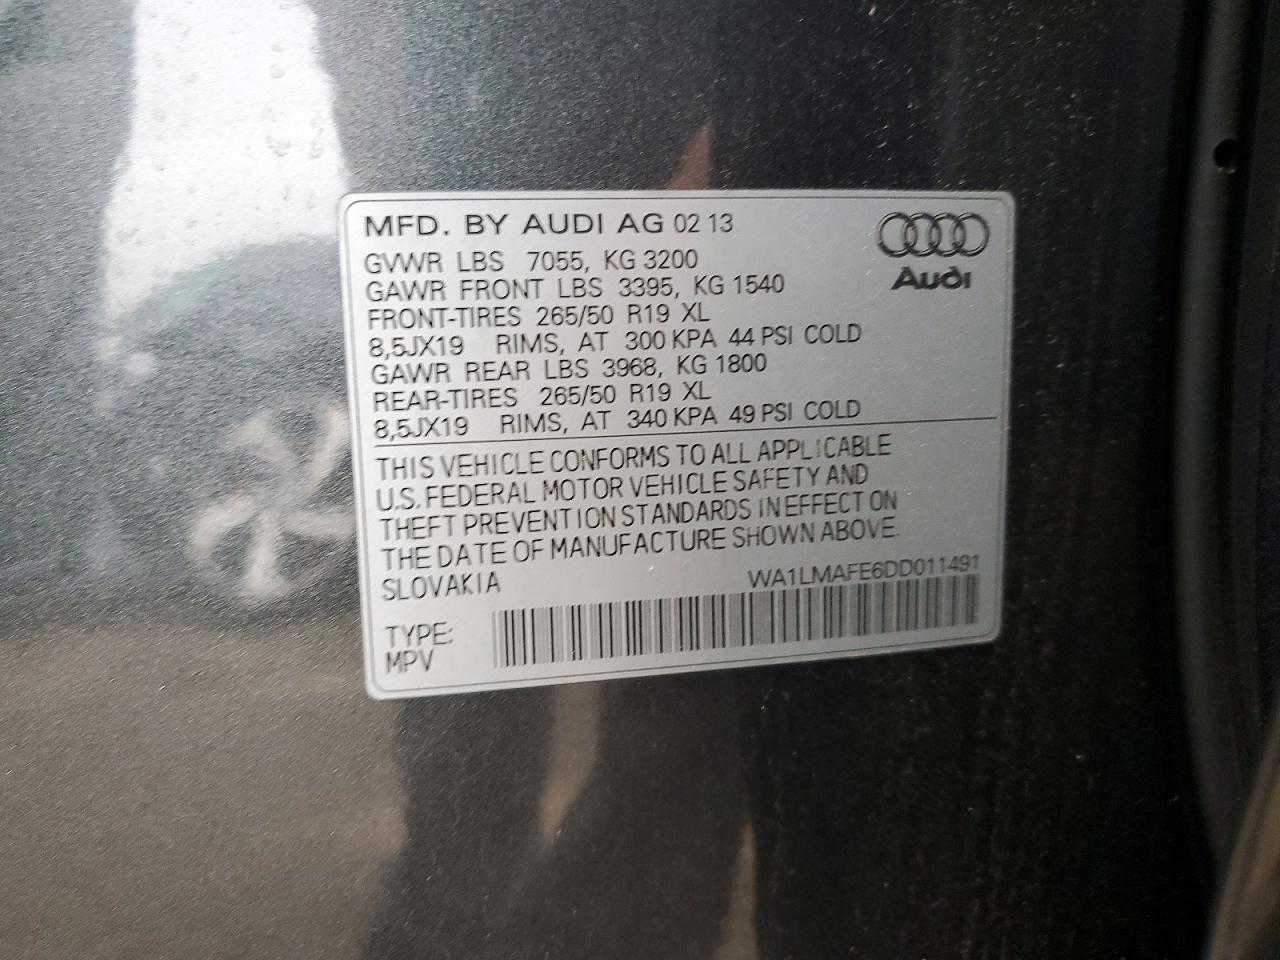 MFD. BY AUDI AG 02 13
Audi
GVWR LBS 7055, KG 3200
GAWR FRONT LBS 3395, KG 1540
FRONT-TIRES 265/50 R19 XL
8,5JX19 RIMS, AT 300 KPA 44 PSI COLD
GAWR REAR LBS 3968, KG 1800
REAR-TIRES 265/50 R19 XL
8,5JX19 RIMS, AT 340 KPA 49 PSI COLD
THIS VEHICLE CONFORMS TO ALL APPLICABLE
U.S. FEDERAL MOTOR VEHICLE SAFETY AND
THEFT PREVENTION STANDARDS IN EFFECT ON
THE DATE OF MANUFACTURE SHOWN ABOVE.
SLOVAKIA
WA1LMAFE6DD011491
TYPE:
MPV